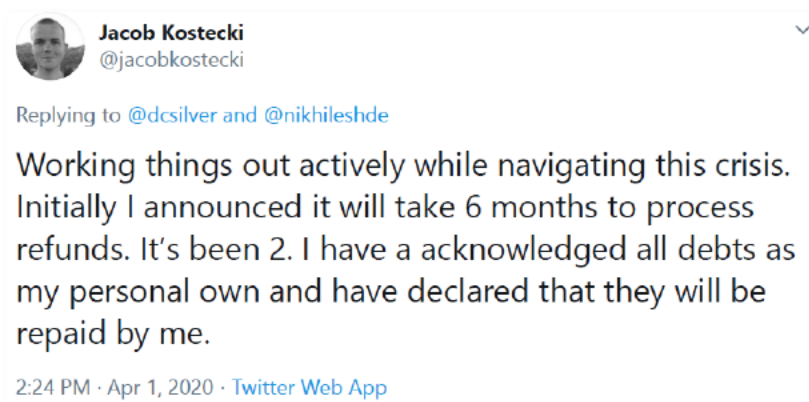 Jacob Kostecki
@jacobkostecki
Replying to @dcsilver and @nikhileshde
Working things out actively while navigating this crisis.
Initially I announced it will take 6 months to process
refunds. It's been 2. I have a acknowledged all debts as
my personal own and have declared that they will be
repaid by me.
2:24 PM · Apr 1, 2020 · Twitter Web App